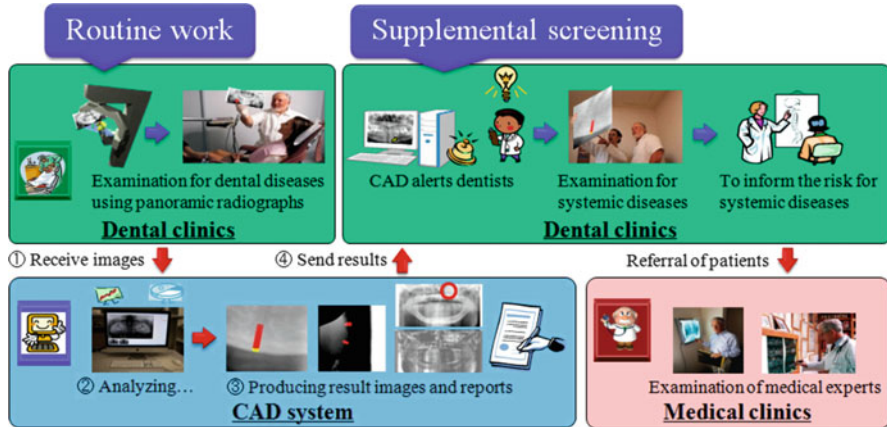 Routine work
Supplemental screening
Examination for dental diseases
using panoramic radiographs
Dental clinics
CAD alerts dentists
Examination for
systemic diseases
To inform the risk for
systemic diseases
Dental clinics
① Receive images
④ Send results
Referral of patients
② Analyzing…
③ Producing result images and reports
CAD system
Examination of medical experts
Medical clinics